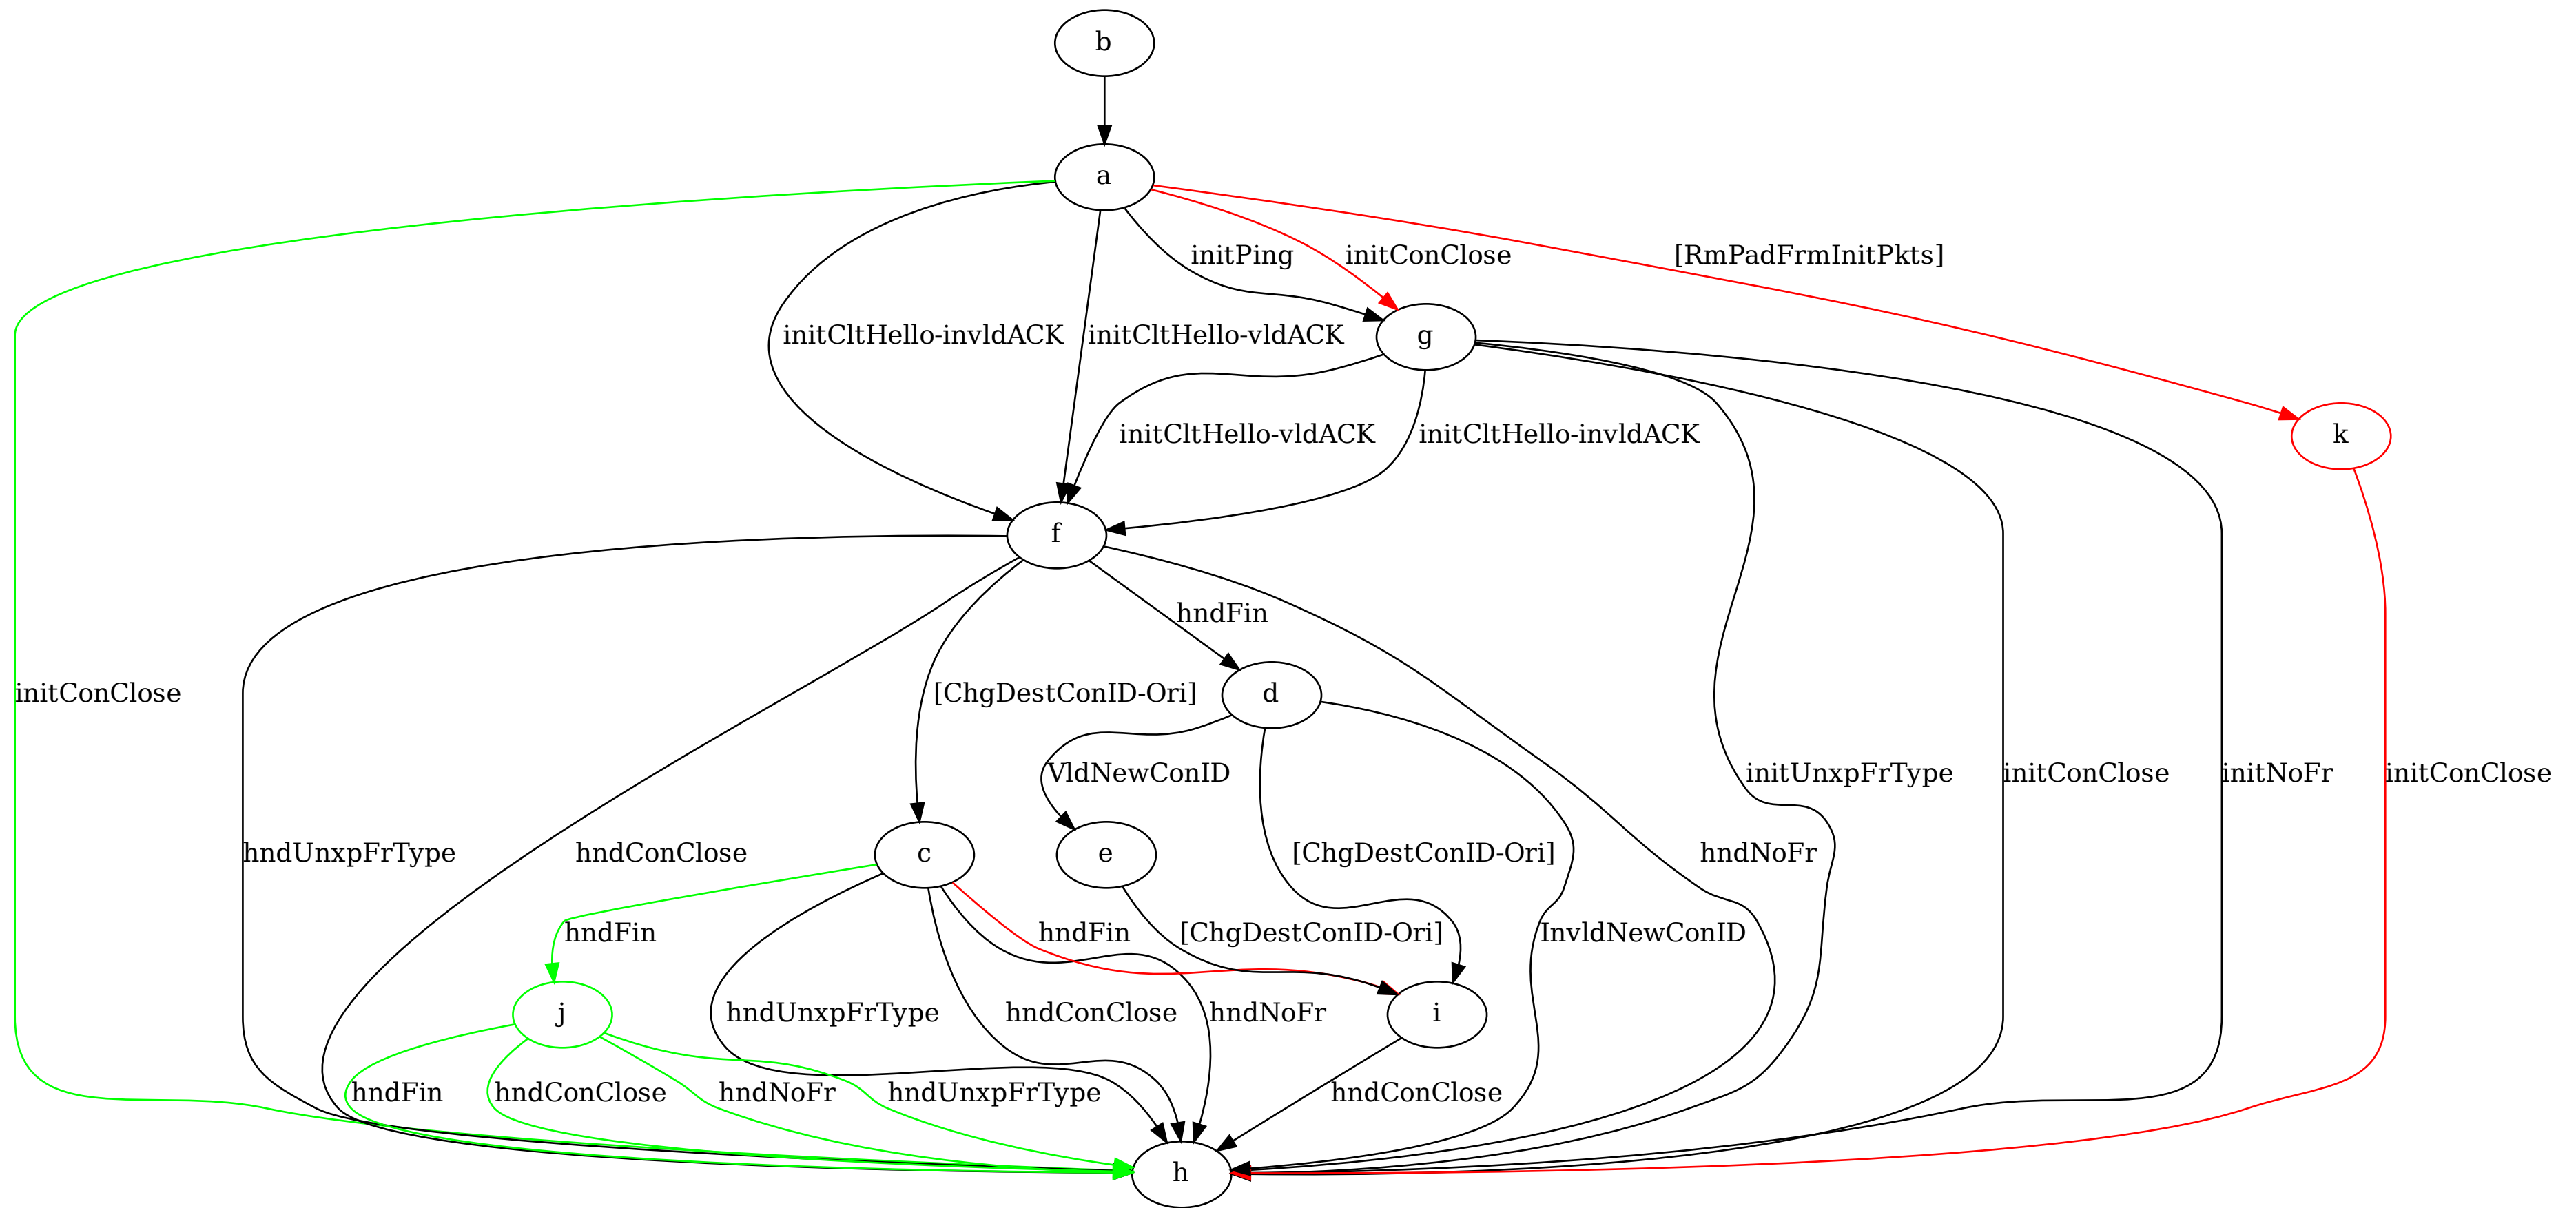 b
a
initPing
initConClose
[RmPadFrmInitPkts]
initCltHello-invldACK
initCltHello-vldACK
g
initCltHello-vldACK
initCltHello-invldACK
k
f
hndFin
initConClose
[ChgDestConID-Ori]
d
VldNewConID
initUnxpFrType
initConClose
initNoFr
initConClose
hndUnxpFrType
hndConClose
c
e
[ChgDestConID-Ori]
hndNoFr
hndFin
hndFin
[ChgDestConID-Ori]
InvldNewConID
j
hndUnxpFrType
hndConClose
hndNoFr
i
hndFin
hndConClose
hndNoFr
hndUnxpFrType
hndConClose
h